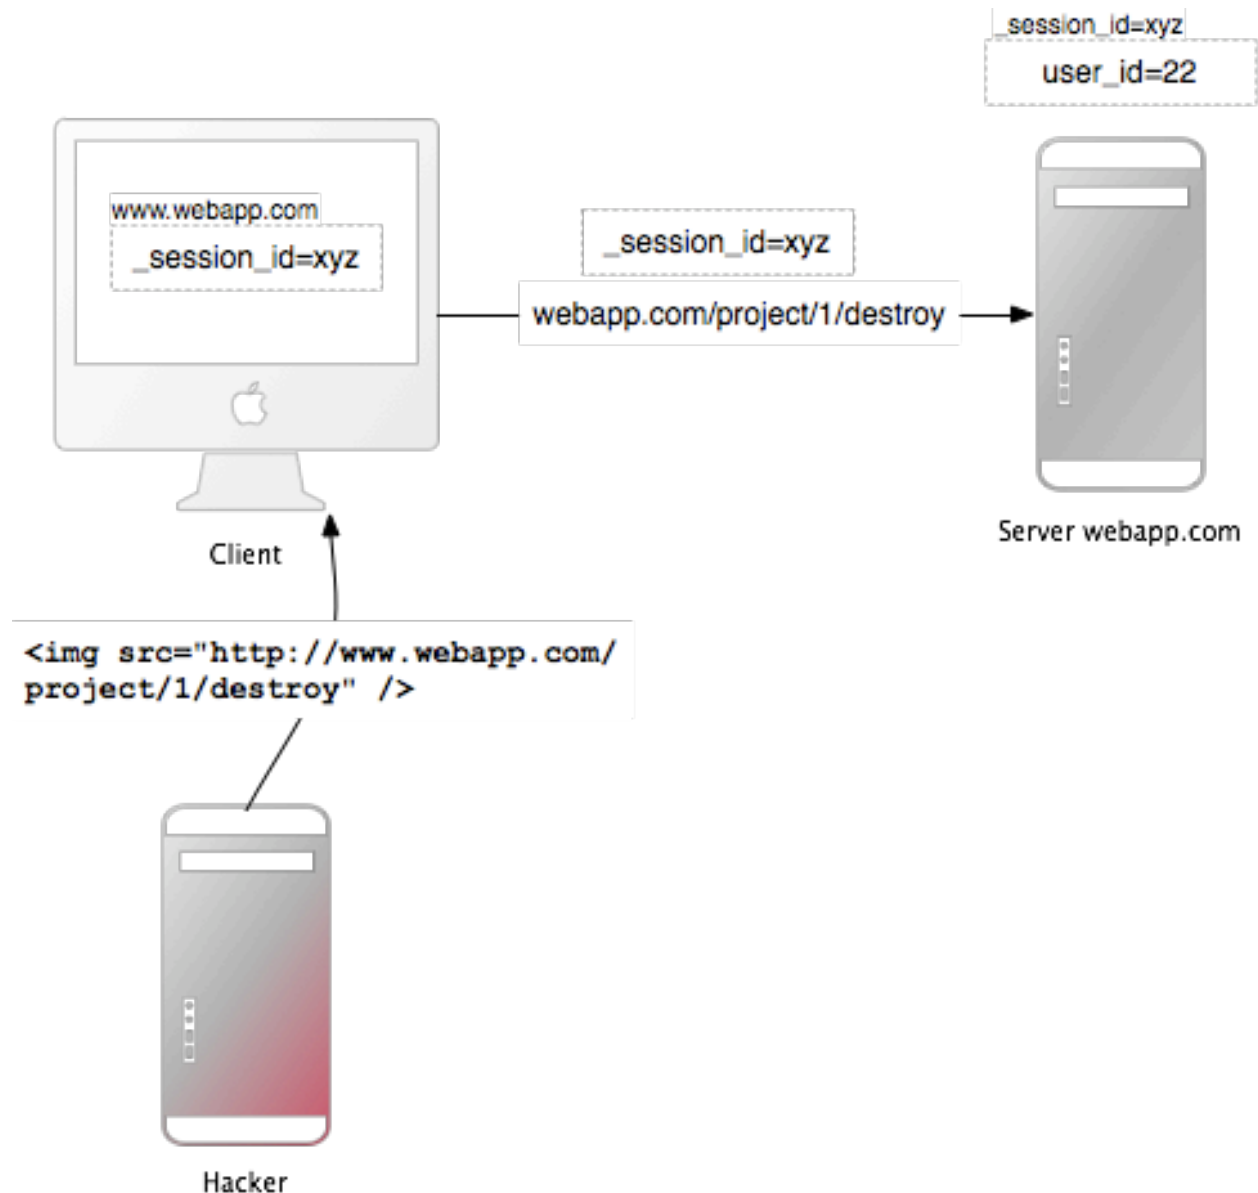 _session_id=xyz
user_id=22
www.webapp.com
_session_id=xyz
_session_id=xyz
webapp.com/project/1/destroy
Server webapp.com
Client
<img src="http://www.webapp.com/
project/1/destroy" />
Hacker